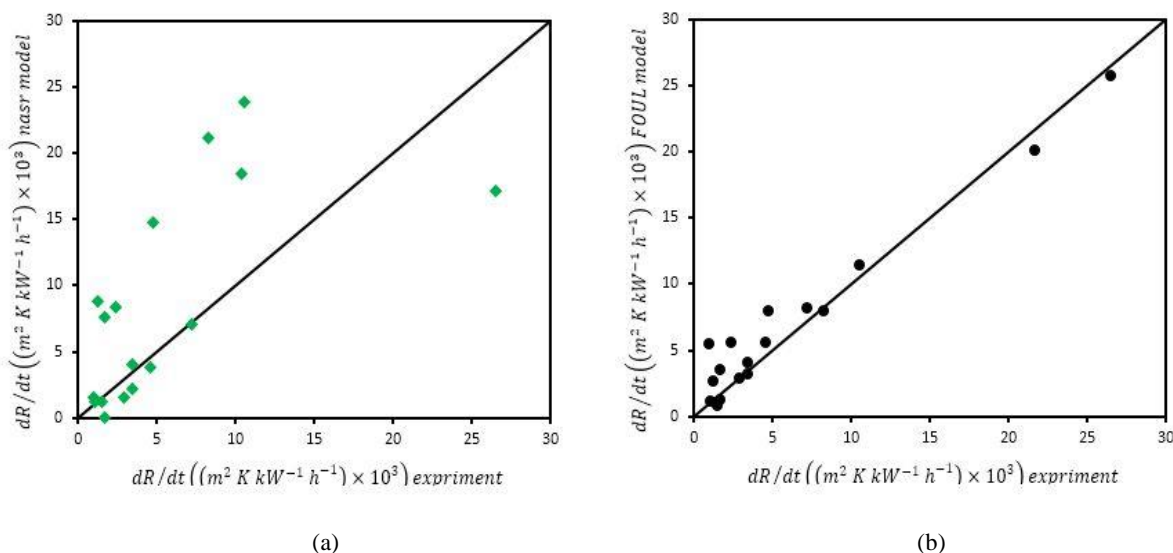 30
25
20
15
10
5
0
0 5 10 15 20 25 30
dR/dt ((m² K kW⁻¹ h⁻¹) × 10³) nasr model
dR/dt ((m² K kW⁻¹ h⁻¹) × 10³) expriment
(a)
30
25
20
15
10
5
0
0 5 10 15 20 25 30
dR/dt ((m² K kW⁻¹ h⁻¹) × 10³) FOUL model
dR/dt ((m² K kW⁻¹ h⁻¹) × 10³) expriment
(b)